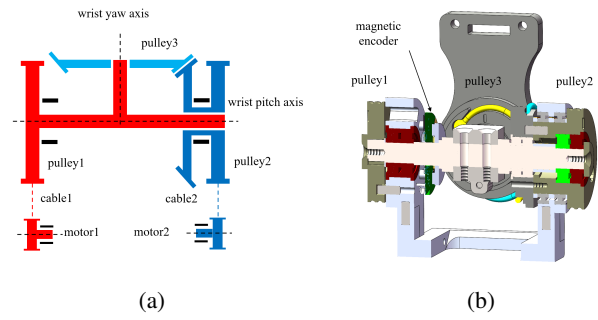 wrist yaw axis
pulley3
wrist pitch axis
pulley1
pulley2
cable1
cable2
motor1
motor2
(a)
magnetic
encoder
pulley1
pulley3
pulley2
(b)